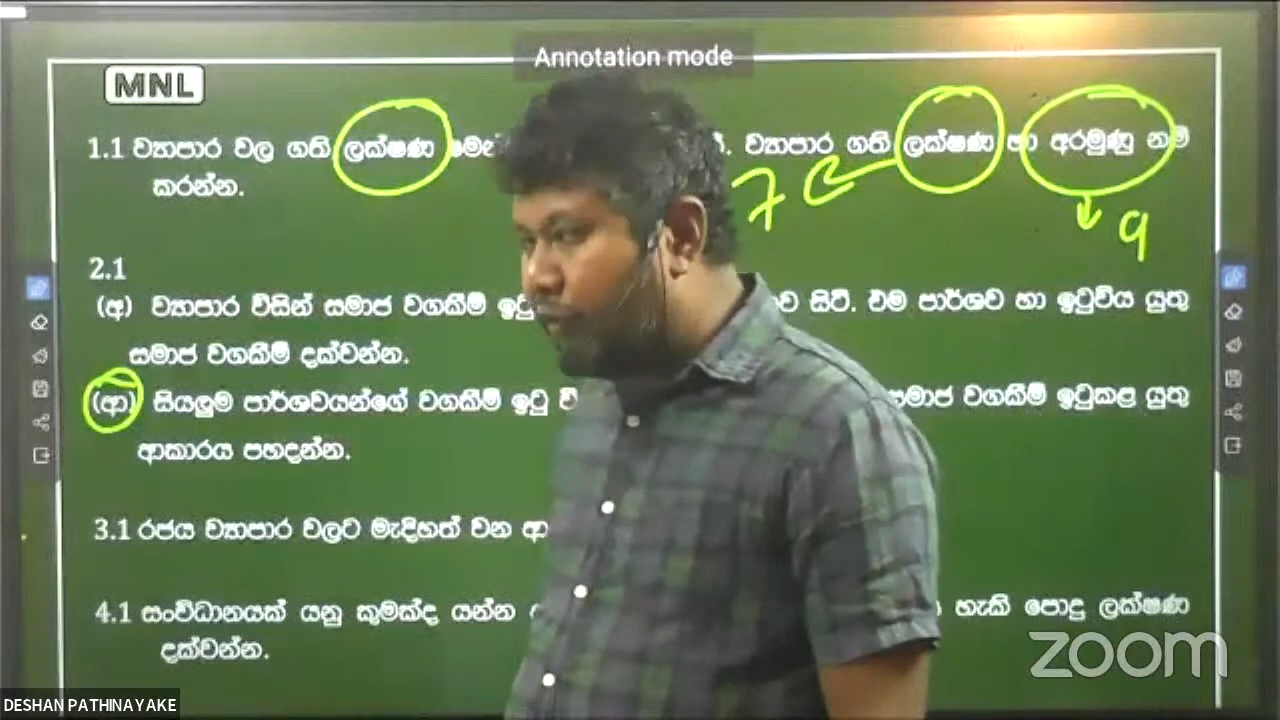 Annotation mode
MNL
1.1 ව්‍යාපාර වල ගති ලක්ෂණ ව්‍යාපාර ගති ලක්ෂණ හා අරමුණු නම්
කරන්න.
7
9
2.1
(අ) ව්‍යාපාර විසින් සමාජ වගකීම් සිටී. එම පාර්ශව හා ඉටුවිය යුතු
සමාජ වගකීම් දක්වන්න.
(ආ) සියලුම පාර්ශවයන්ගේ වගකීම් ඉටු සමාජ වගකීම් ඉටුකළ යුතු
ආකාරය පහදන්න.
3.1 රජය ව්‍යාපාර වලට මැදිහත් වන
4.1 සංවිධානයක් යනු කුමක්ද යන්න හැකි පොදු ලක්ෂණ
දක්වන්න.
zoom
DESHAN PATHINAYAKE